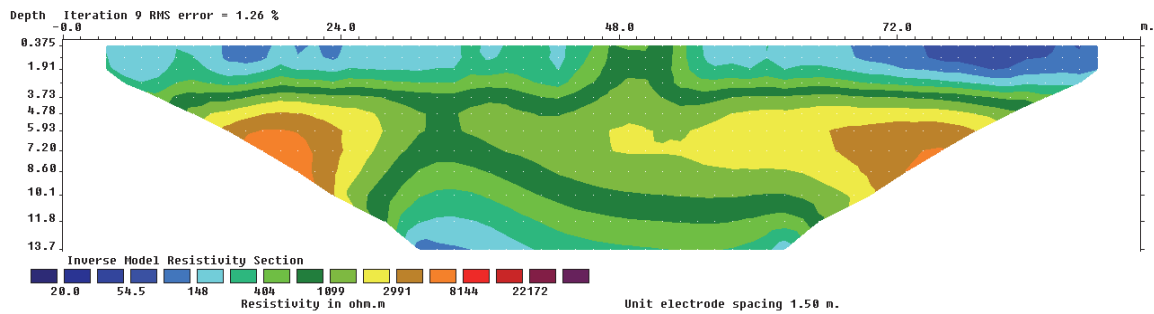 Depth Iteration 9 RMS error = 1.26 %
-0.0 24.0 48.0 72.0 m.
0.375
1.91
3.73
4.78
5.93
7.20
8.60
10.1
11.8
13.7
Inverse Model Resistivity Section
20.0 54.5 148 404 1099 2991 8144 22172
Resistivity in ohm.m Unit electrode spacing 1.50 m.